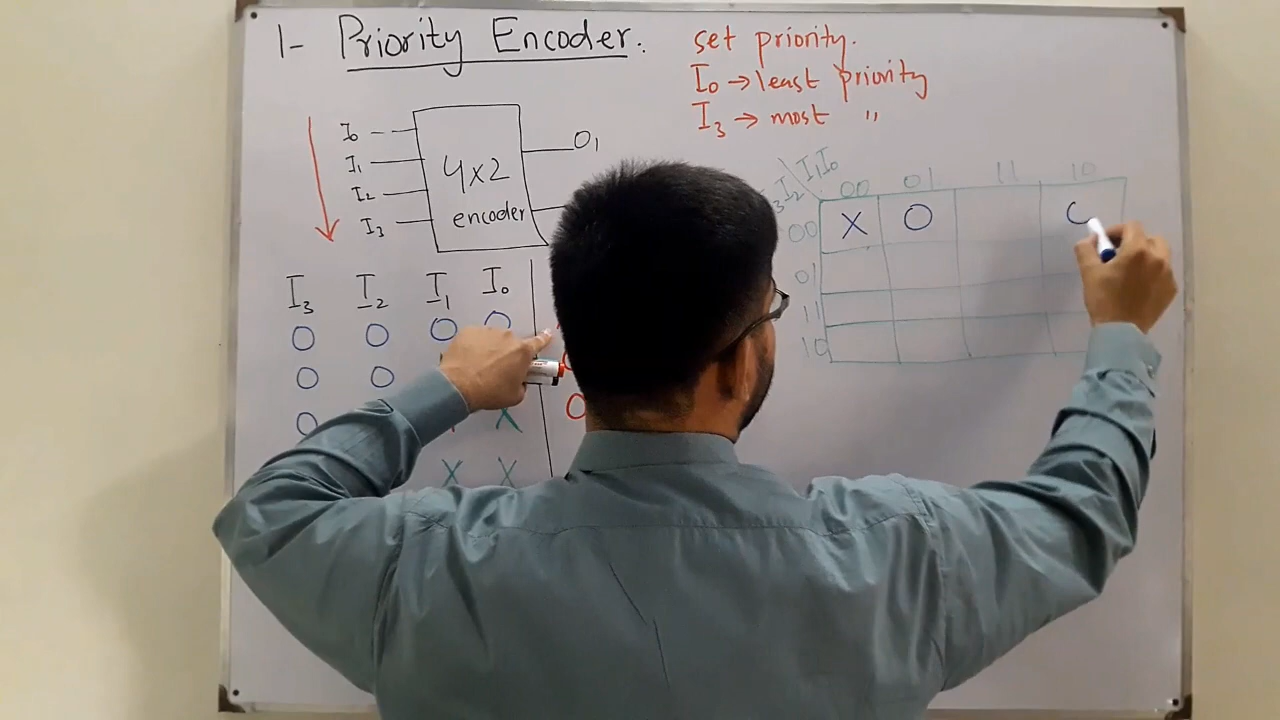 1- Priority Encoder.
set priority.
I0 → least priority
I3 → most "
I0
I1
I2
I3
4x2
encoder
O1
I3 I2 I1 I0
0 0 0 0
0 0
0 X
X X
0
I2 I1I0
00 01 11 10
00 X 0
01
11
10